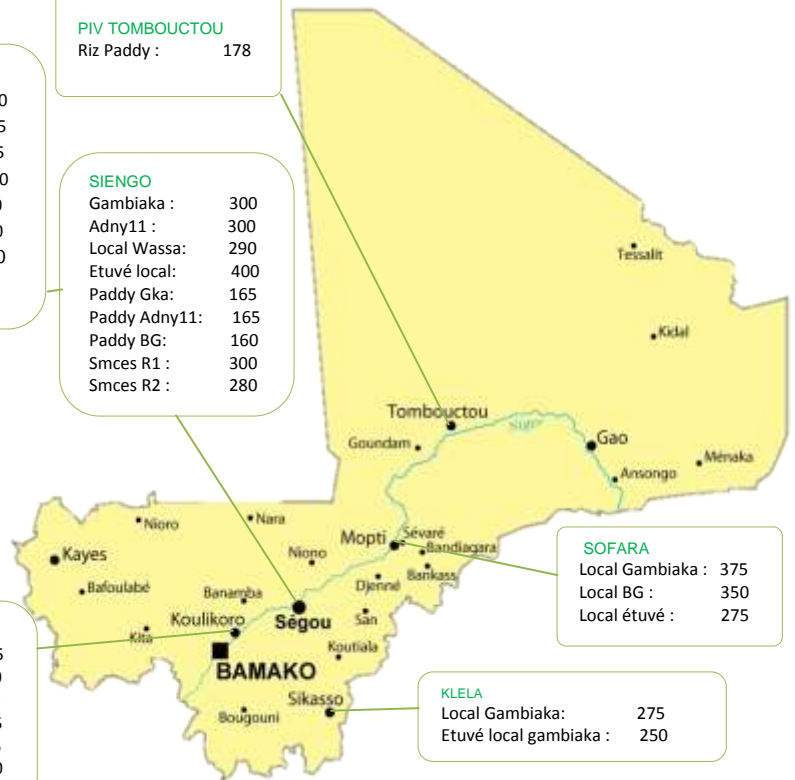 PIV TOMBOUCTOU
Riz Paddy : 178
SIENGO
Gambiaka : 300
Adny11 : 300
Local Wassa: 290
Etuvé local: 400
Paddy Gka: 165
Paddy Adny11: 165
Paddy BG: 160
Smces R1 : 300
Smces R2 : 280
Tessalit
Kidal
Tombouctou
Goundam
Gao
Ménaka
Ansongo
Nioro
Nara
Mopti
Sévaré
Bandiagara
Kayes
Niono
Bankass
Bafoulabé
Banamba
Djenné
Koulikoro
Ségou
San
Kita
Koutiala
BAMAKO
Sikasso
Bougouni
SOFARA
Local Gambiaka : 375
Local BG : 350
Local étuvé : 275
KLELA
Local Gambiaka: 275
Etuvé local gambiaka : 250